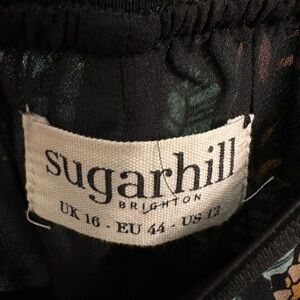 sugarhill
BRIGHTON
UK 16 - EU 44 - US 12